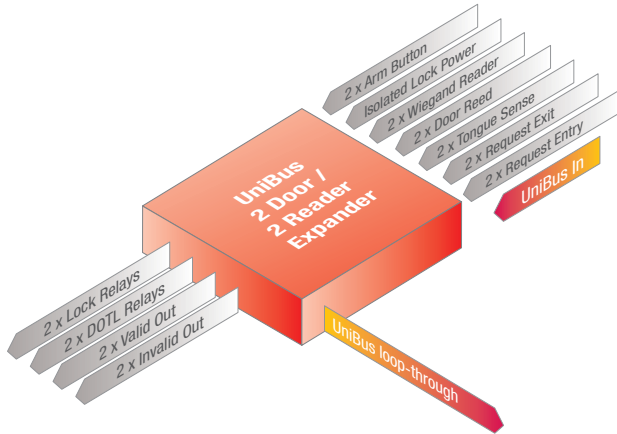 2 x Arm Button
Isolated Lock Power
2 x Wiegand Reader
2 x Door Reed
2 x Tongue Sense
2 x Request Exit
2 x Request Entry
UniBus In
UniBus
2 Door /
2 Reader
Expander
2 x Lock Relays
2 x DOTL Relays
2 x Valid Out
2 x Invalid Out
UniBus loop-through